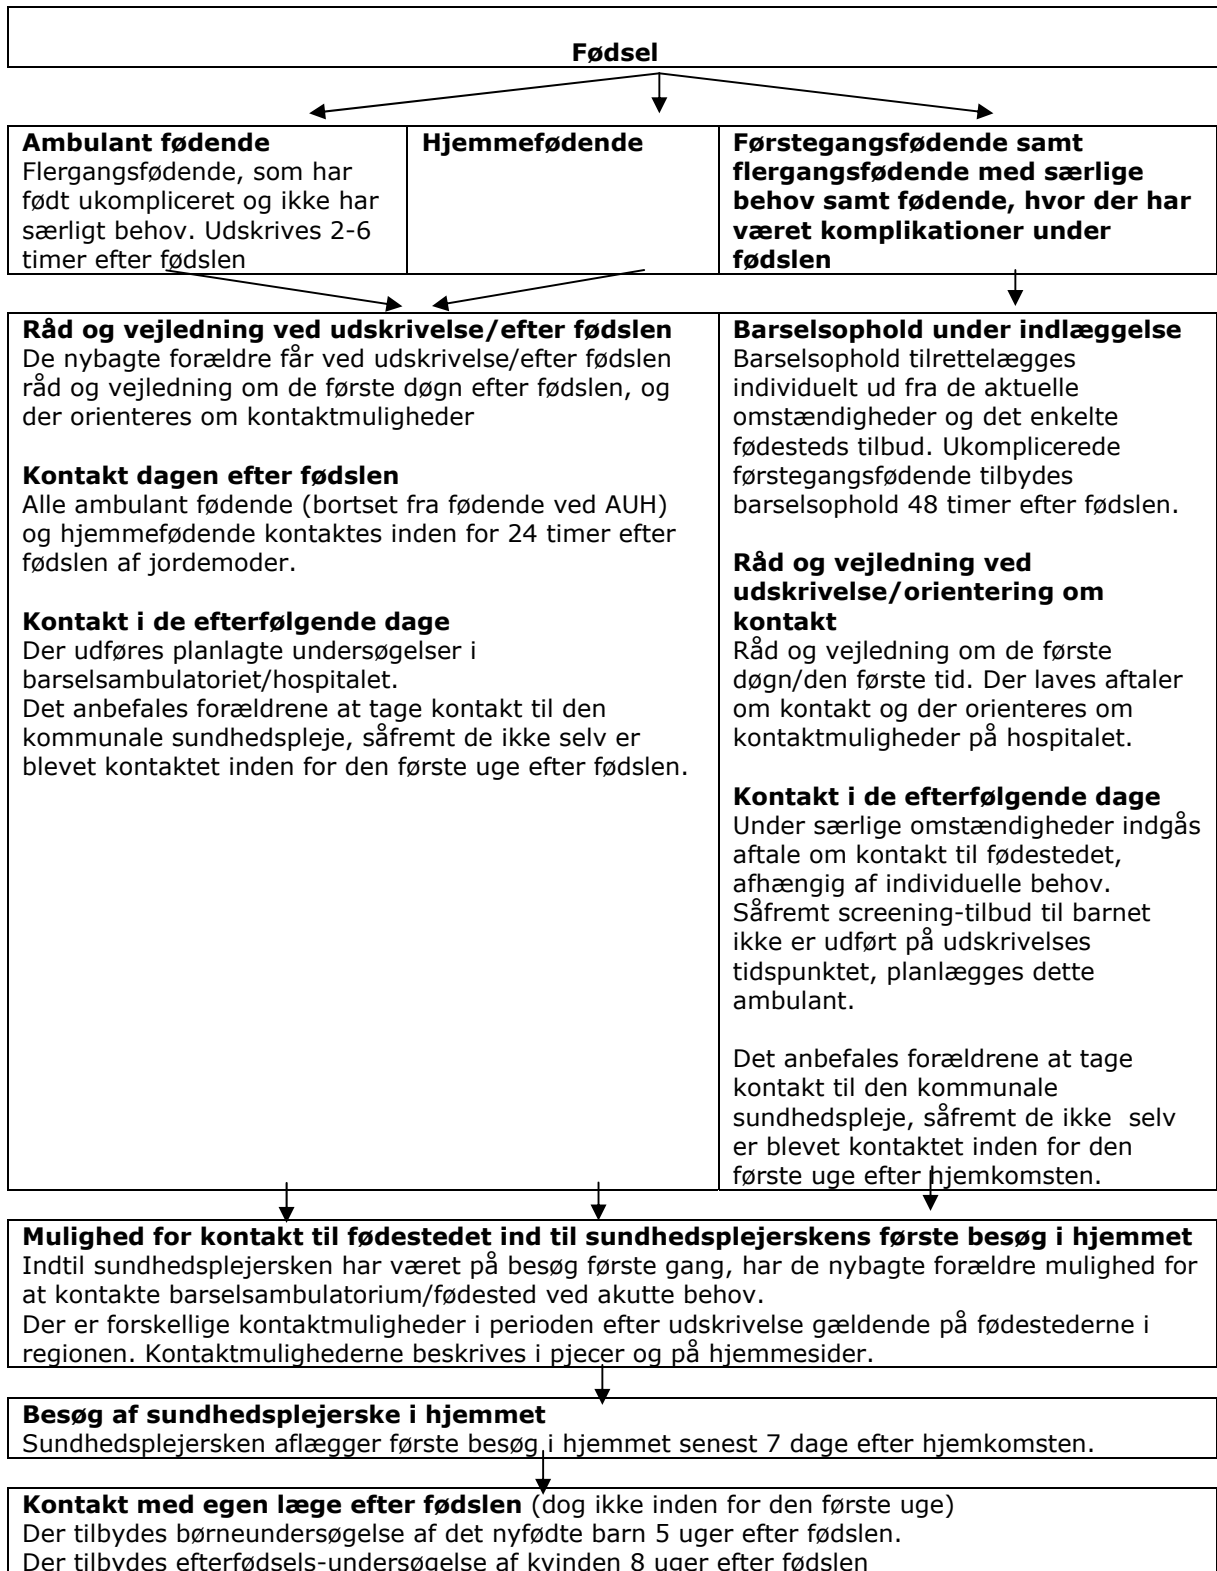 Fødsel
Ambulant fødende
Flergangsfødende, som har
født ukompliceret og ikke har
særligt behov. Udskrives 2-6
timer efter fødslen
Hjemmefødende
Førstegangsfødende samt
flergangsfødende med særlige
behov samt fødende, hvor der har
været komplikationer under
fødslen
Råd og vejledning ved udskrivelse/efter fødslen
De nybagte forældre får ved udskrivelse/efter fødslen
råd og vejledning om de første døgn efter fødslen, og
der orienteres om kontaktmuligheder
Kontakt dagen efter fødslen
Alle ambulant fødende (bortset fra fødende ved AUH)
og hjemmefødende kontaktes inden for 24 timer efter
fødslen af jordemoder.
Kontakt i de efterfølgende dage
Der udføres planlagte undersøgelser i
barselsambulatoriet/hospitalet.
Det anbefales forældrene at tage kontakt til den
kommunale sundhedspleje, såfremt de ikke selv er
blevet kontaktet inden for den første uge efter fødslen.
Barselsophold under indlæggelse
Barselsophold tilrettelægges
individuelt ud fra de aktuelle
omstændigheder og det enkelte
fødesteds tilbud. Ukomplicerede
førstegangsfødende tilbydes
barselsophold 48 timer efter fødslen.
Råd og vejledning ved
udskrivelse/orientering om
kontakt
Råd og vejledning om de første
døgn/den første tid. Der laves aftaler
om kontakt og der orienteres om
kontaktmuligheder på hospitalet.
Kontakt i de efterfølgende dage
Under særlige omstændigheder indgås
aftale om kontakt til fødestedet,
afhængig af individuelle behov.
Såfremt screening-tilbud til barnet
ikke er udført på udskrivelses
tidspunktet, planlægges dette
ambulant.
Det anbefales forældrene at tage
kontakt til den kommunale
sundhedspleje, såfremt de ikke selv
er blevet kontaktet inden for den
første uge efter hjemkomsten.
Mulighed for kontakt til fødestedet ind til sundhedsplejerskens første besøg i hjemmet
Indtil sundhedsplejersken har været på besøg første gang, har de nybagte forældre mulighed for
at kontakte barselsambulatorium/fødested ved akutte behov.
Der er forskellige kontaktmuligheder i perioden efter udskrivelse gældende på fødestederne i
regionen. Kontaktmulighederne beskrives i pjecer og på hjemmesider.
Besøg af sundhedsplejerske i hjemmet
Sundhedsplejersken aflægger første besøg i hjemmet senest 7 dage efter hjemkomsten.
Kontakt med egen læge efter fødslen (dog ikke inden for den første uge)
Der tilbydes børneundersøgelse af det nyfødte barn 5 uger efter fødslen.
Der tilbydes efterfødsels-undersøgelse af kvinden 8 uger efter fødslen